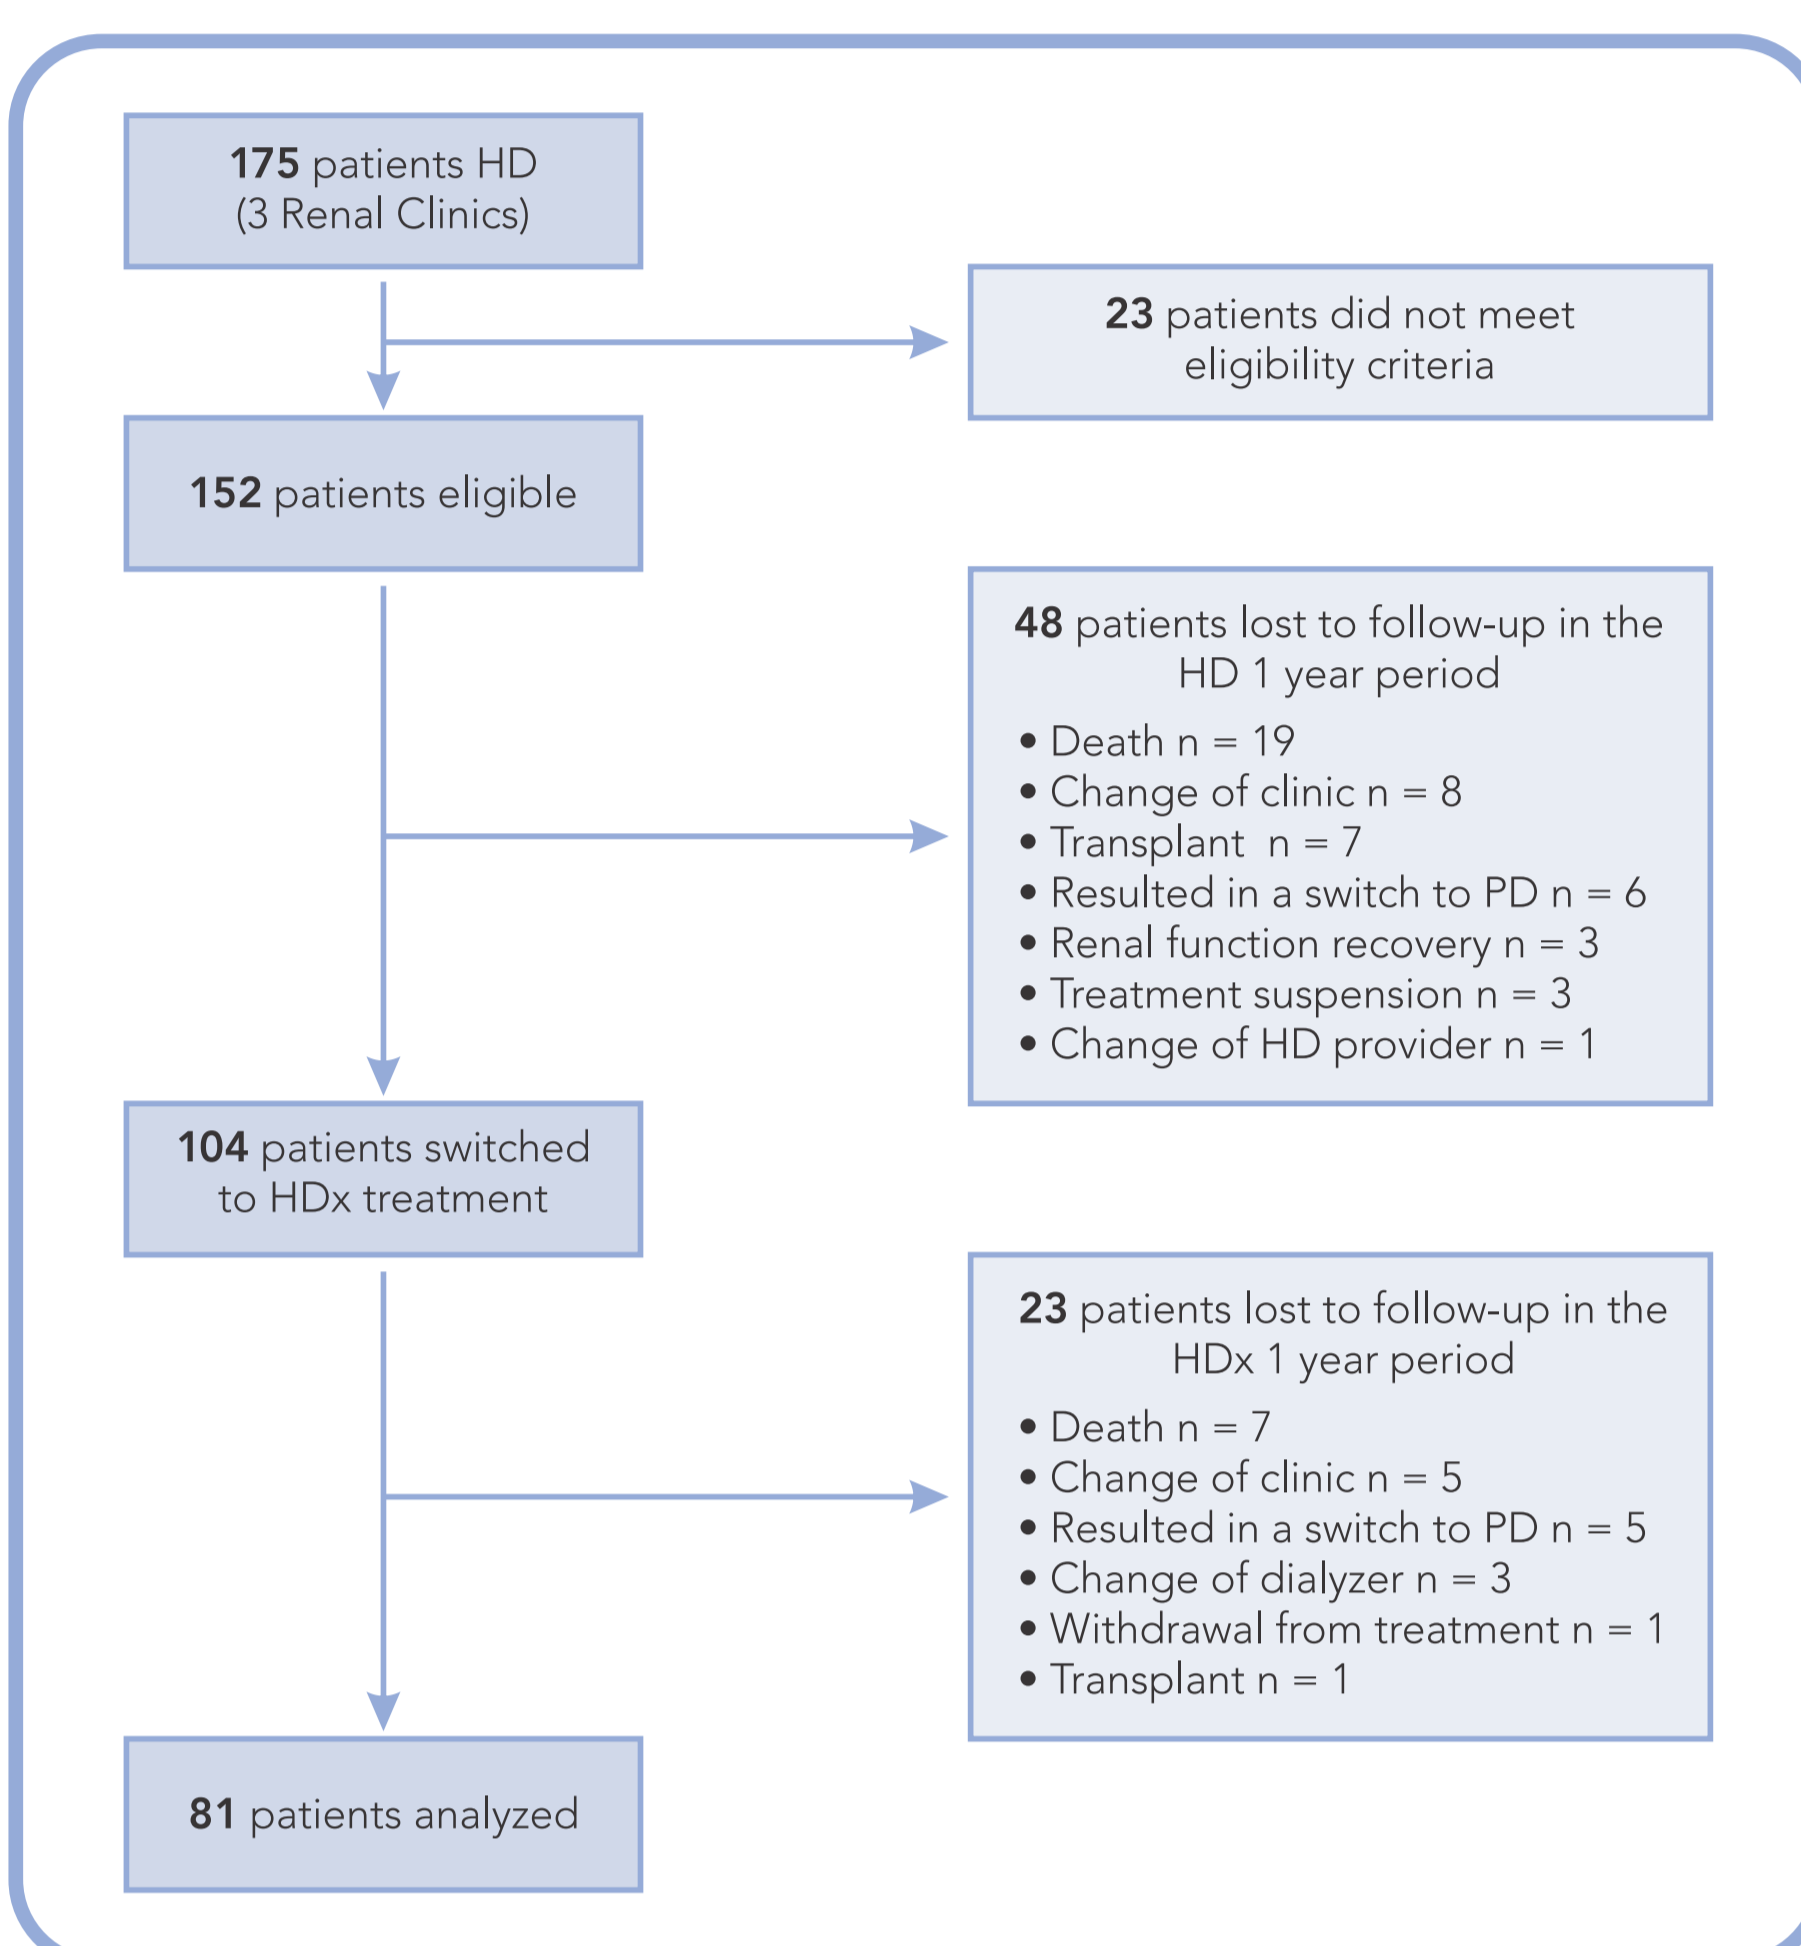 175 patients HD
(3 Renal Clinics)
23 patients did not meet
eligibility criteria
152 patients eligible
48 patients lost to follow-up in the
HD 1 year period
• Death n = 19
• Change of clinic n = 8
• Transplant  n = 7
• Resulted in a switch to PD n = 6
• Renal function recovery n = 3
• Treatment suspension n = 3
• Change of HD provider n = 1
104 patients switched
to HDx treatment
23 patients lost to follow-up in the
HDx 1 year period
• Death n = 7
• Change of clinic n = 5
• Resulted in a switch to PD n = 5
• Change of dialyzer n = 3
• Withdrawal from treatment n = 1
• Transplant n = 1
81 patients analyzed